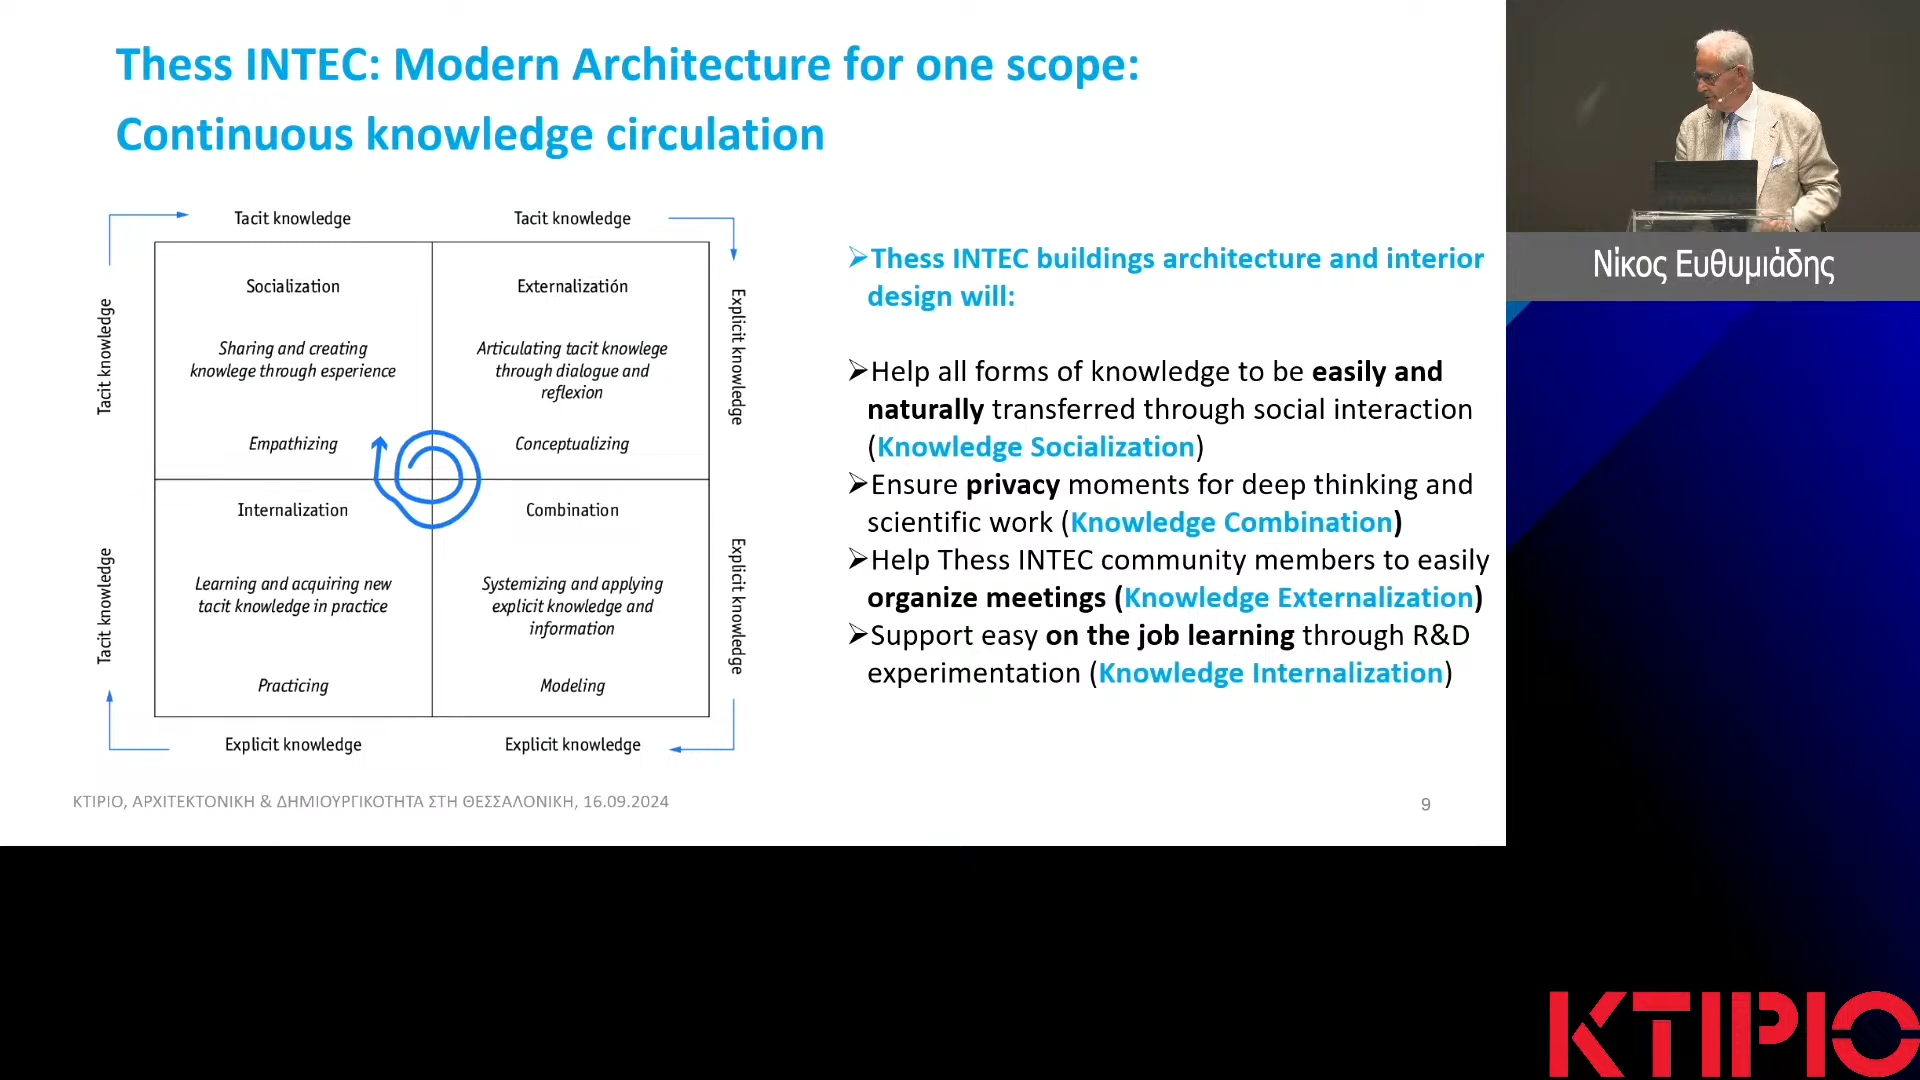 Thess INTEC: Modern Architecture for one scope:
Continuous knowledge circulation
Tacit knowledge
Tacit knowledge
Tacit knowledge
Explicit knowledge
Socialization
Sharing and creating
knowlege through esperience
Empathizing
Externalizatión
Articulating tacit knowlege
through dialogue and
reflexion
Conceptualizing
Tacit knowledge
Explicit knowledge
Internalization
Learning and acquiring new
tacit knowledge in practice
Practicing
Combination
Systemizing and applying
explicit knowledge and
information
Modeling
Explicit knowledge
Explicit knowledge
➢Thess INTEC buildings architecture and interior
design will:
➢Help all forms of knowledge to be easily and
naturally transferred through social interaction
(Knowledge Socialization)
➢Ensure privacy moments for deep thinking and
scientific work (Knowledge Combination)
➢Help Thess INTEC community members to easily
organize meetings (Knowledge Externalization)
➢Support easy on the job learning through R&D
experimentation (Knowledge Internalization)
ΚΤΙΡΙΟ, ΑΡΧΙΤΕΚΤΟΝΙΚΗ & ΔΗΜΙΟΥΡΓΙΚΟΤΗΤΑ ΣΤΗ ΘΕΣΣΑΛΟΝΙΚΗ, 16.09.2024
9
Νίκος Ευθυμιάδης
ΚΤΙΡΙΟ